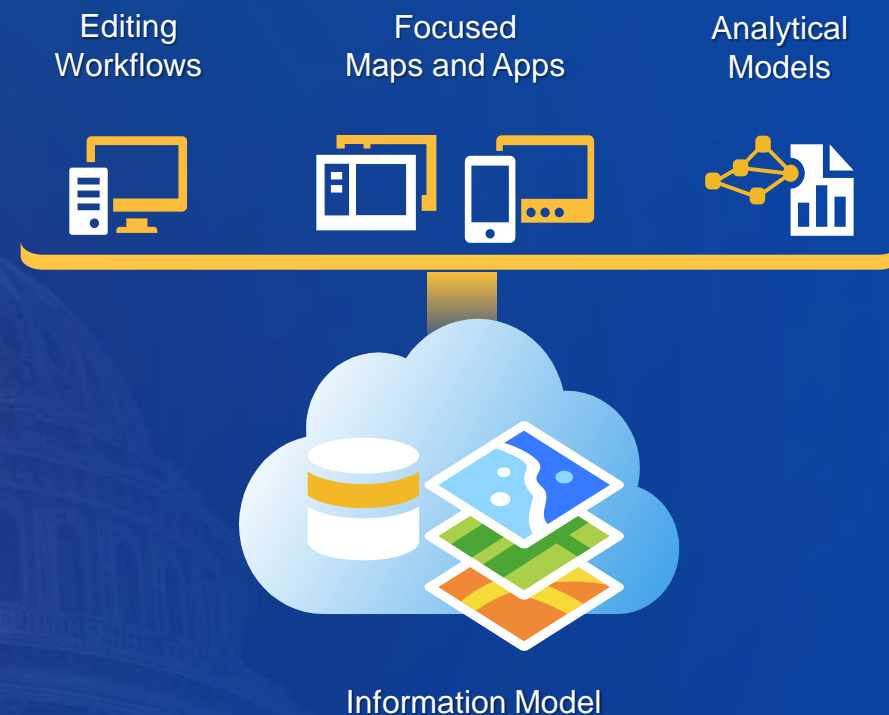 Editing
Workflows
Focused
Maps and Apps
Analytical
Models
Information Model